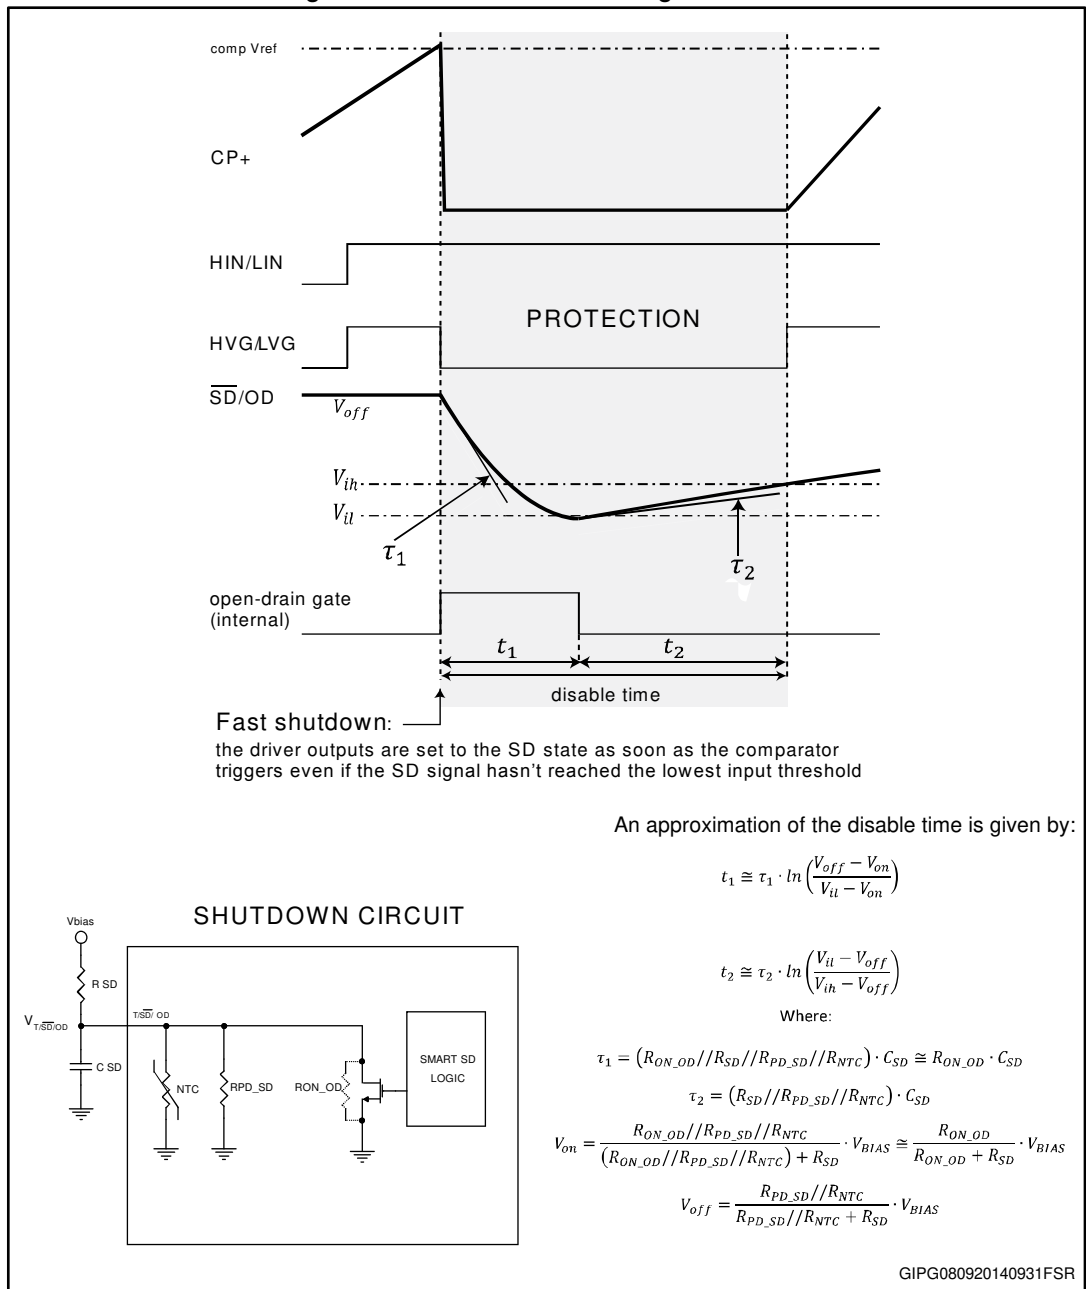 comp Vref
CP+
HIN/LIN
PROTECTION
HVG/LVG
SD/OD
V_off
V_ih
V_il
τ_1
τ_2
open-drain gate
(internal)
t_1
t_2
disable time
Fast shutdown:
the driver outputs are set to the SD state as soon as the comparator
triggers even if the SD signal hasn't reached the lowest input threshold
An approximation of the disable time is given by:
t_1 ≅ τ_1 · ln((V_off − V_on)/(V_il − V_on))
t_2 ≅ τ_2 · ln((V_il − V_off)/(V_ih − V_off))
Where:
τ_1 = (R_ON_OD//R_SD//R_PD_SD//R_NTC) · C_SD ≅ R_ON_OD · C_SD
τ_2 = (R_SD//R_PD_SD//R_NTC) · C_SD
V_on = (R_ON_OD//R_PD_SD//R_NTC)/((R_ON_OD//R_PD_SD//R_NTC) + R_SD) · V_BIAS ≅ R_ON_OD/(R_ON_OD + R_SD) · V_BIAS
V_off = (R_PD_SD//R_NTC)/(R_PD_SD//R_NTC + R_SD) · V_BIAS
SHUTDOWN CIRCUIT
Vbias
R SD
V T/SD/OD
T/SD/ OD
C SD
NTC
RPD_SD
RON_OD
SMART SD
LOGIC
GIPG080920140931FSR